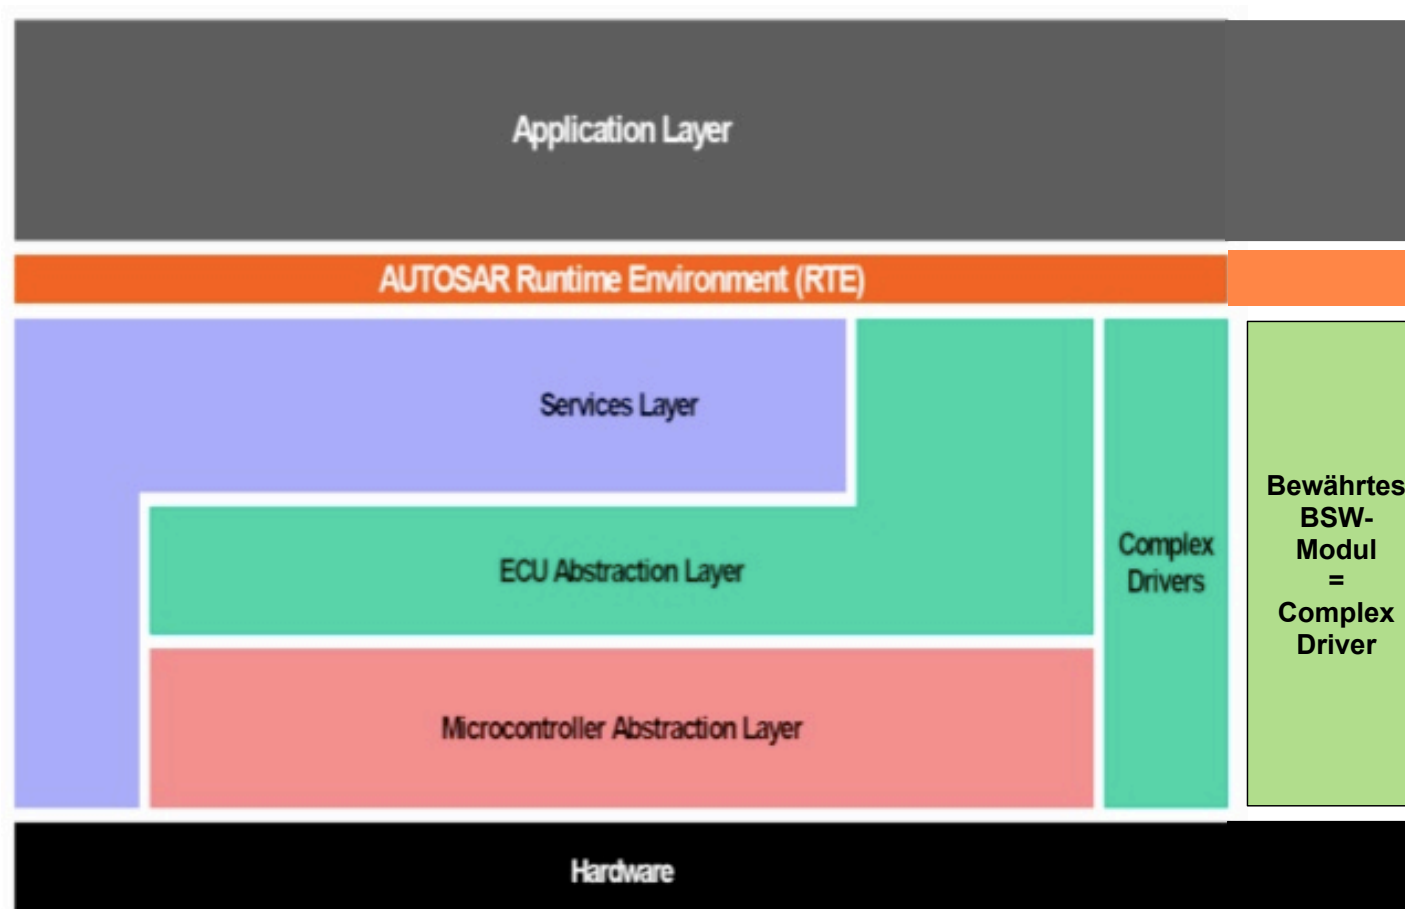 Application Layer
AUTOSAR Runtime Environment (RTE)
Services Layer
ECU Abstraction Layer
Complex
Drivers
Microcontroller Abstraction Layer
Bewährtes
BSW-
Modul
=
Complex
Driver
Hardware